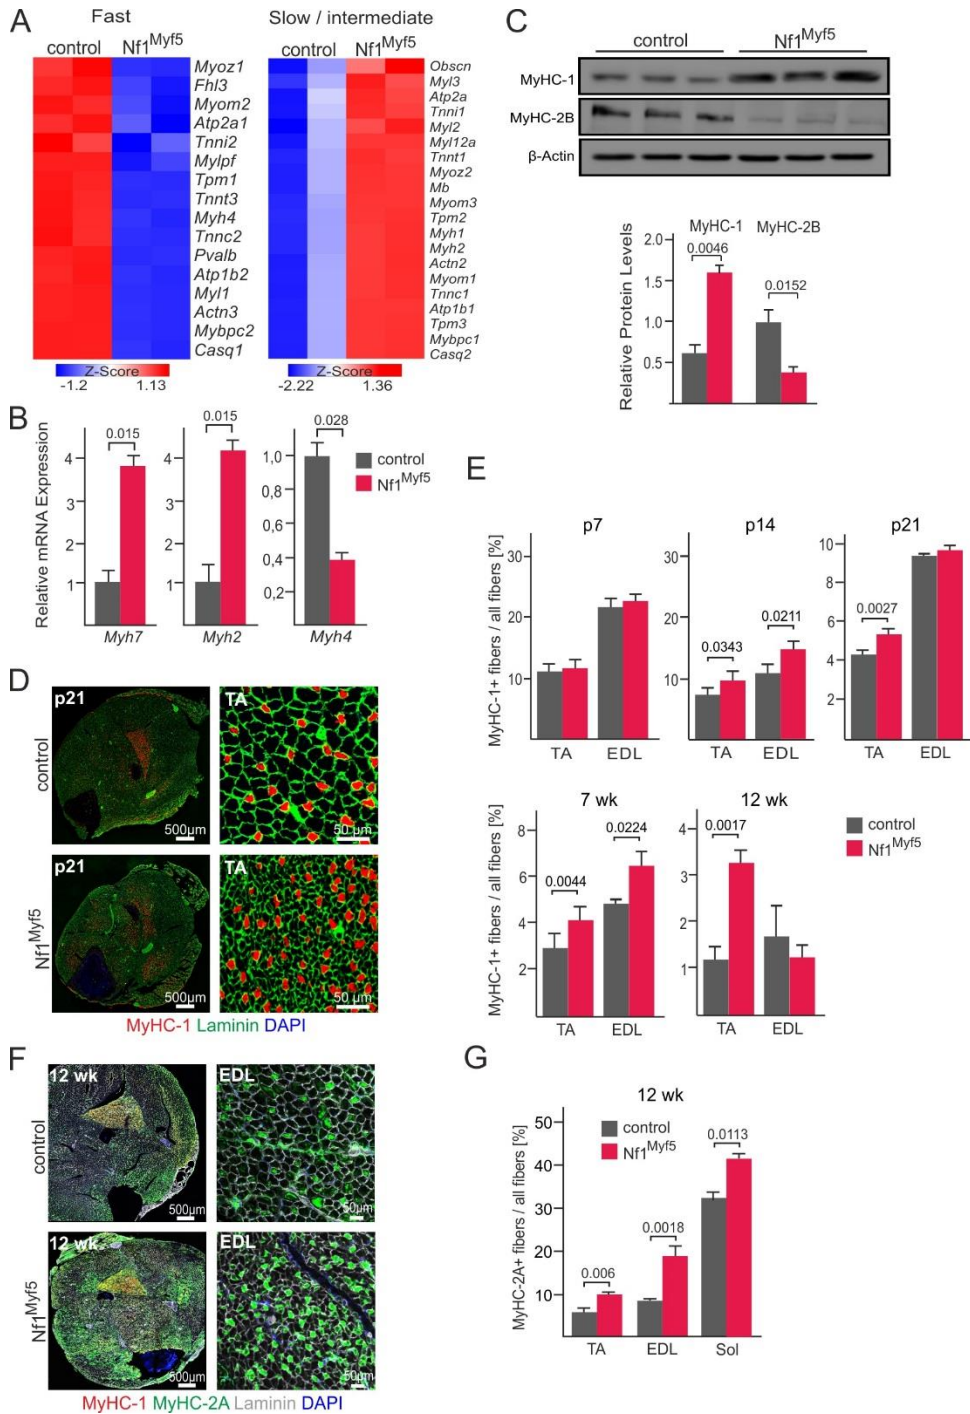 A
Fast
control Nf1Myf5
Myoz1
Fhl3
Myom2
Atp2a1
Tnni2
Mylpf
Tpm1
Tnnt3
Myh4
Tnnc2
Pvalb
Atp1b2
Myl1
Actn3
Mybpc2
Casq1
Z-Score
-1.2 1.13
Slow / intermediate
control Nf1Myf5
Obscn
Myl3
Atp2a
Tnni1
Myl2
Myl12a
Tnnt1
Myoz2
Mb
Myom3
Tpm2
Myh1
Myh2
Actn2
Myom1
Tnnc1
Atp1b1
Tpm3
Mybpc1
Casq2
Z-Score
-2.22 1.36
B
Relative mRNA Expression
0.015
4
3
2
1
Myh7
0.015
4
3
2
1
Myh2
0.028
1,0
0,8
0,6
0,4
0,2
Myh4
control
Nf1Myf5
C
control Nf1Myf5
MyHC-1
MyHC-2B
β-Actin
Relative Protein Levels
MyHC-1 MyHC-2B
2.0
1.5
1.0
0.5
0.0046
0.0152
D
control
p21
500µm
TA
50 µm
Nf1Myf5
p21
500µm
TA
50 µm
MyHC-1 Laminin DAPI
E
MyHC-1+ fibers / all fibers [%]
p7
30
20
10
TA EDL
p14
30
20
10
0.0343
0.0211
TA EDL
p21
10
8
6
4
2
0.0027
TA EDL
MyHC-1+ fibers / all fibers [%]
7 wk
8
6
4
2
0.0044
0.0224
TA EDL
12 wk
4
3
2
1
0.0017
TA EDL
control
Nf1Myf5
F
control
12 wk
500µm
EDL
50µm
Nf1Myf5
12 wk
500µm
EDL
50µm
MyHC-1 MyHC-2A Laminin DAPI
G
12 wk
MyHC-2A+ fibers / all fibers [%]
50
40
30
20
10
control
Nf1Myf5
0.006
0.0018
0.0113
TA EDL Sol